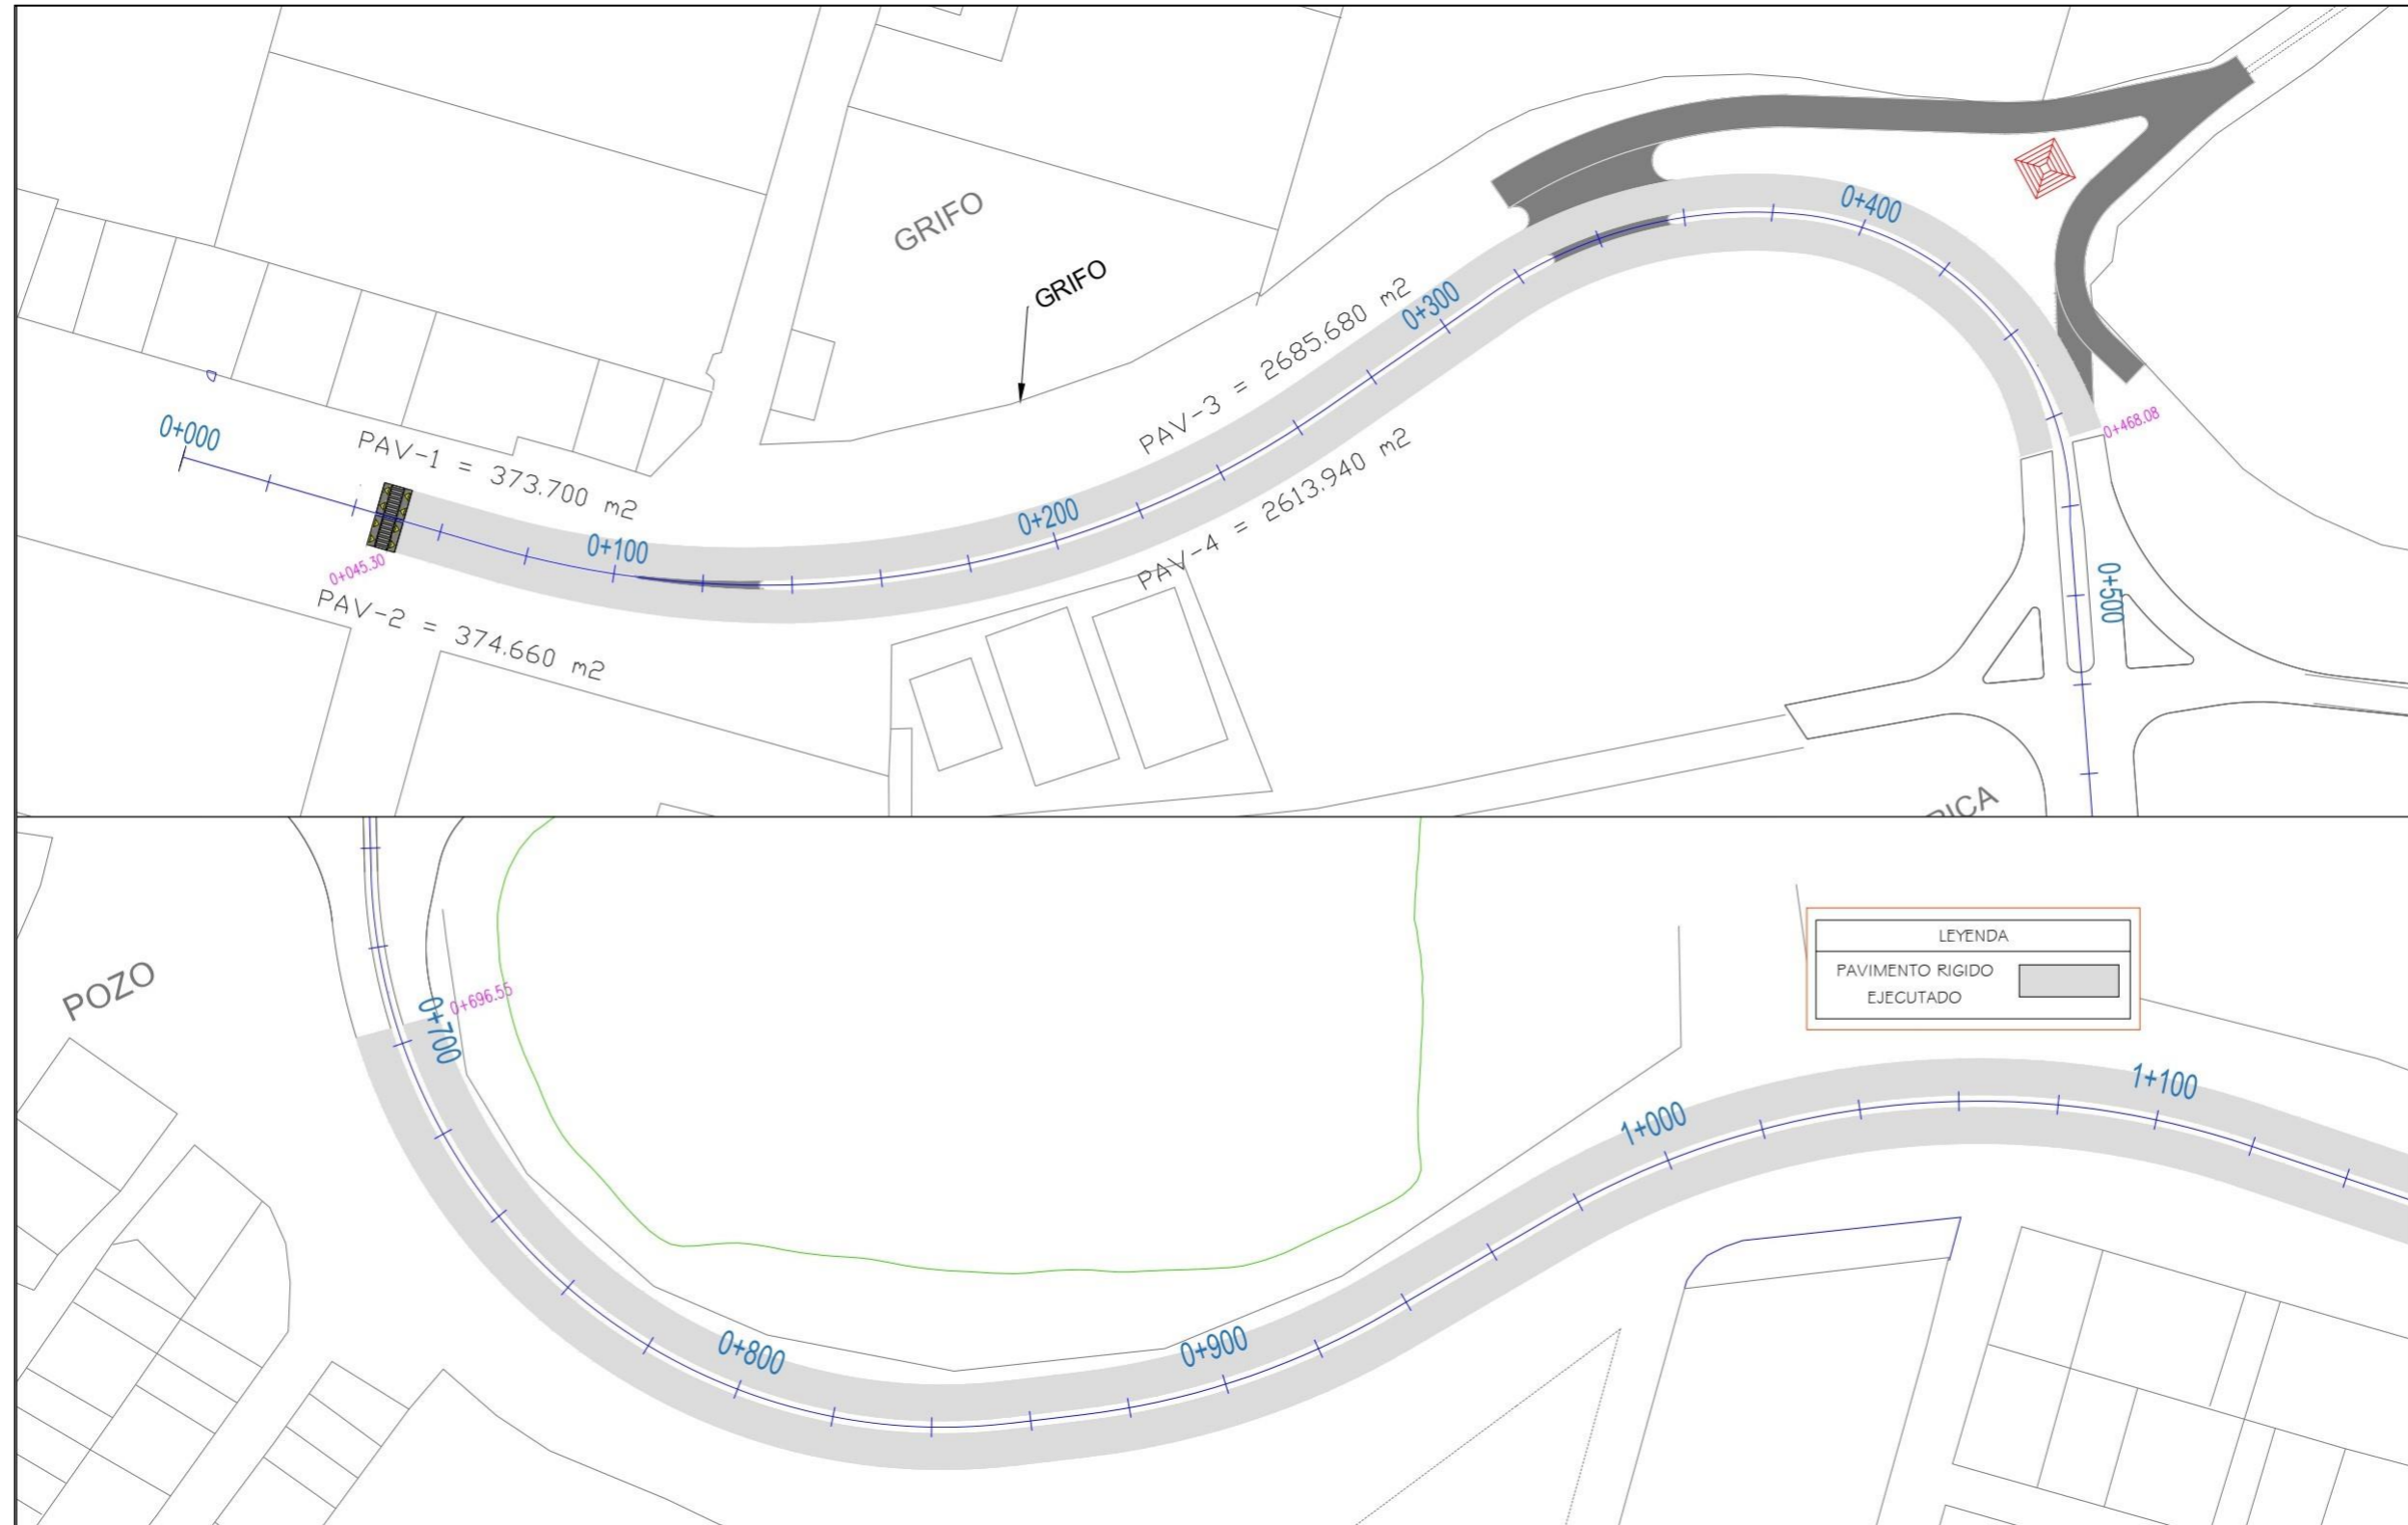 GRIFO
GRIFO
0+000
PAV-1 = 373.700 m2
0+045.30
PAV-2 = 374.660 m2
0+100
0+200
PAV-3 = 2685.680 m2
0+300
PAV-4 = 2613.940 m2
0+400
0+468.08
0+500
RICA
POZO
0+696.55
0+700
0+800
0+900
1+000
1+100
LEYENDA
PAVIMENTO RIGIDO
EJECUTADO